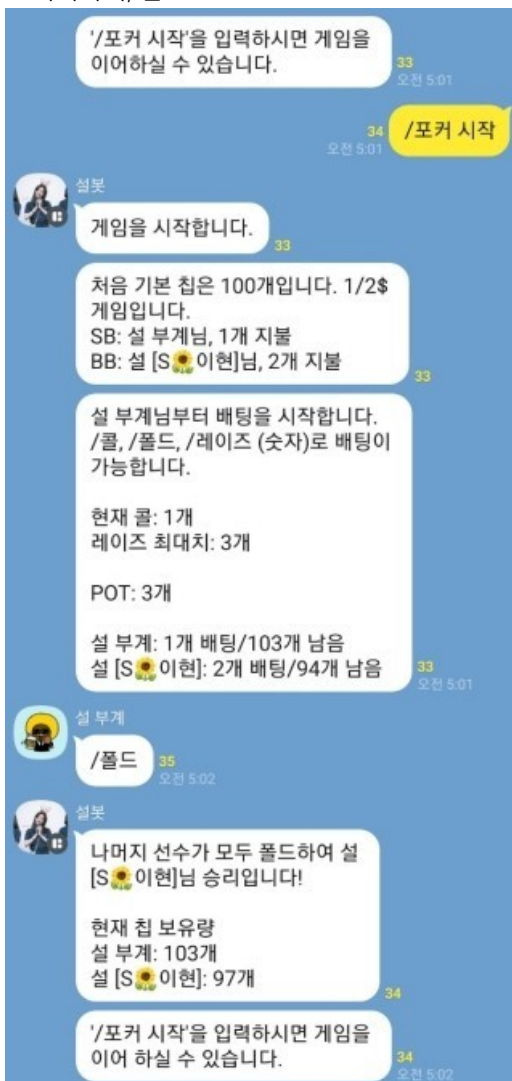 '/포커 시작'을 입력하시면 게임을
이어하실 수 있습니다.
33
오전 5:01
34
오전 5:01
/포커 시작
설봇
게임을 시작합니다.
33
처음 기본 칩은 100개입니다. 1/2$
게임입니다.
SB: 설 부계님, 1개 지불
BB: 설 [S🌻이현]님, 2개 지불
33
설 부계님부터 배팅을 시작합니다.
/콜, /폴드, /레이즈 (숫자)로 배팅이
가능합니다.
현재 콜: 1개
레이즈 최대치: 3개
POT: 3개
설 부계: 1개 배팅/103개 남음
설 [S🌻이현]: 2개 배팅/94개 남음
33
오전 5:01
설 부계
/폴드
35
오전 5:02
설봇
나머지 선수가 모두 폴드하여 설
[S🌻이현]님 승리입니다!
현재 칩 보유량
설 부계: 103개
설 [S🌻이현]: 97개
34
'/포커 시작'을 입력하시면 게임을
이어 하실 수 있습니다.
34
오전 5:02